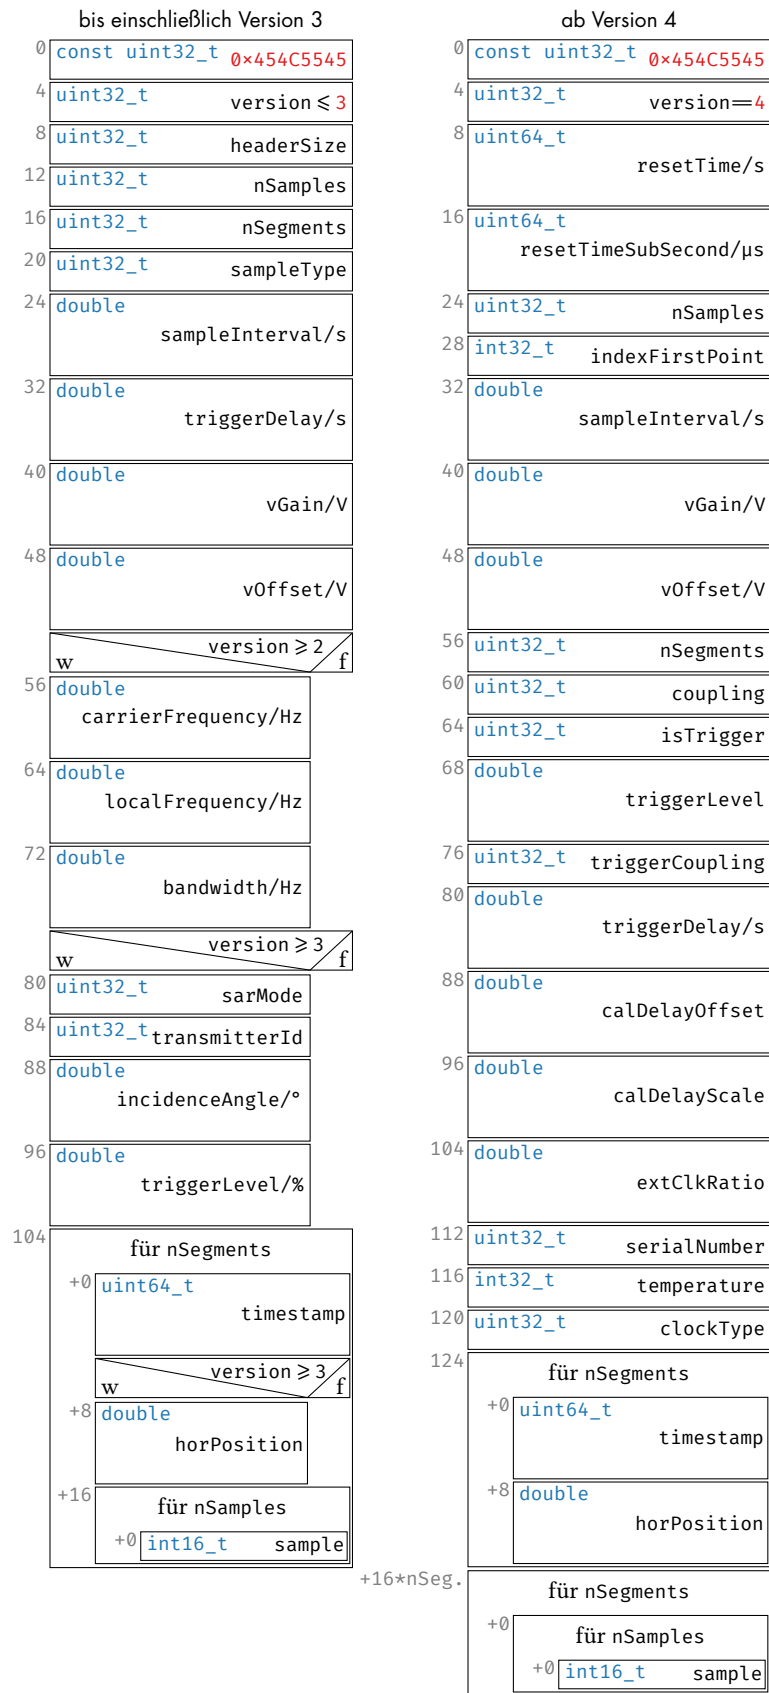 bis einschließlich Version 3
0 const uint32_t 0×454C5545
4 uint32_t version ⩽ 3
8 uint32_t headerSize
12 uint32_t nSamples
16 uint32_t nSegments
20 uint32_t sampleType
24 double
sampleInterval/s
32 double
triggerDelay/s
40 double
vGain/V
48 double
vOffset/V
version ⩾ 2
w f
56 double
carrierFrequency/Hz
64 double
localFrequency/Hz
72 double
bandwidth/Hz
version ⩾ 3
w f
80 uint32_t sarMode
84 uint32_t transmitterId
88 double
incidenceAngle/°
96 double
triggerLevel/%
104 für nSegments
+0 uint64_t
timestamp
version ⩾ 3
w f
+8 double
horPosition
+16 für nSamples
+0 int16_t sample
ab Version 4
0 const uint32_t 0×454C5545
4 uint32_t version==4
8 uint64_t
resetTime/s
16 uint64_t
resetTimeSubSecond/µs
24 uint32_t nSamples
28 int32_t indexFirstPoint
32 double
sampleInterval/s
40 double
vGain/V
48 double
vOffset/V
56 uint32_t nSegments
60 uint32_t coupling
64 uint32_t isTrigger
68 double
triggerLevel
76 uint32_t triggerCoupling
80 double
triggerDelay/s
88 double
calDelayOffset
96 double
calDelayScale
104 double
extClkRatio
112 uint32_t serialNumber
116 int32_t temperature
120 uint32_t clockType
124 für nSegments
+0 uint64_t
timestamp
+8 double
horPosition
+16*nSeg. für nSegments
+0 für nSamples
+0 int16_t sample